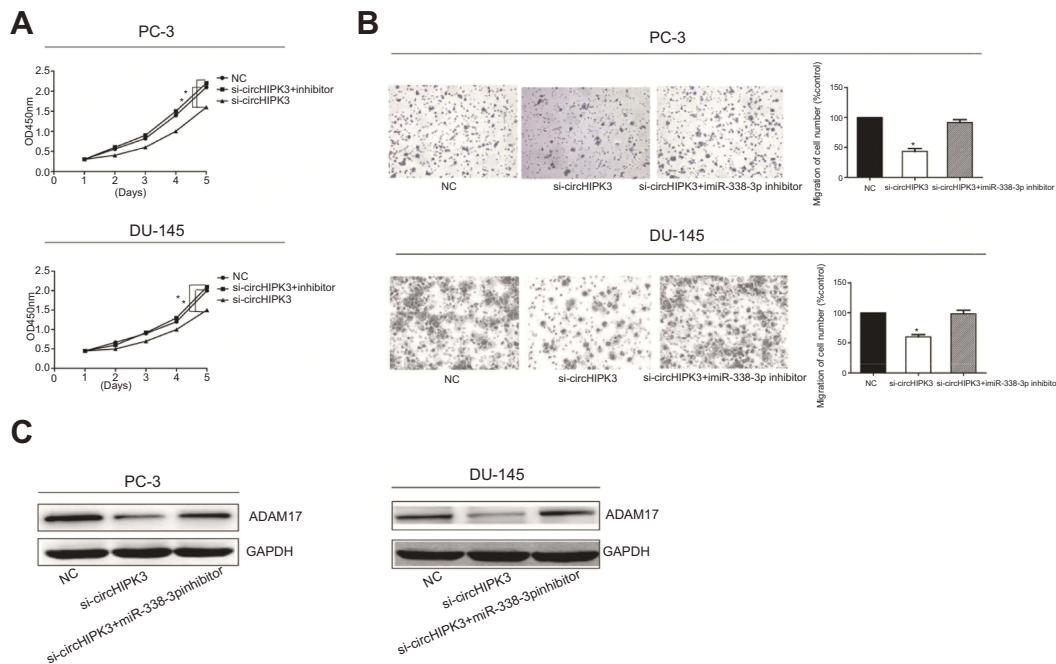 A
PC-3
2.5
2.0
1.5
1.0
0.5
0.0
OD450nm
0 1 2 3 4 5
(Days)
* *
NC
si-circHIPK3+inhibitor
si-circHIPK3
DU-145
2.5
2.0
1.5
1.0
0.5
0.0
OD450nm
0 1 2 3 4 5
(Days)
* *
NC
si-circHIPK3+inhibitor
si-circHIPK3
B
PC-3
NC si-circHIPK3 si-circHIPK3+imiR-338-3p inhibitor
Migration of cell number (%control)
150
100
50
0
*
NC si-circHIPK3 si-circHIPK3+imiR-338-3p inhibitor
DU-145
NC si-circHIPK3 si-circHIPK3+imiR-338-3p inhibitor
Migration of cell number (%control)
150
100
50
0
*
NC si-circHIPK3 si-circHIPK3+imiR-338-3p inhibitor
C
PC-3
ADAM17
GAPDH
NC
si-circHIPK3
si-circHIPK3+miR-338-3pinhibitor
DU-145
ADAM17
GAPDH
NC
si-circHIPK3
si-circHIPK3+miR-338-3pinhibitor